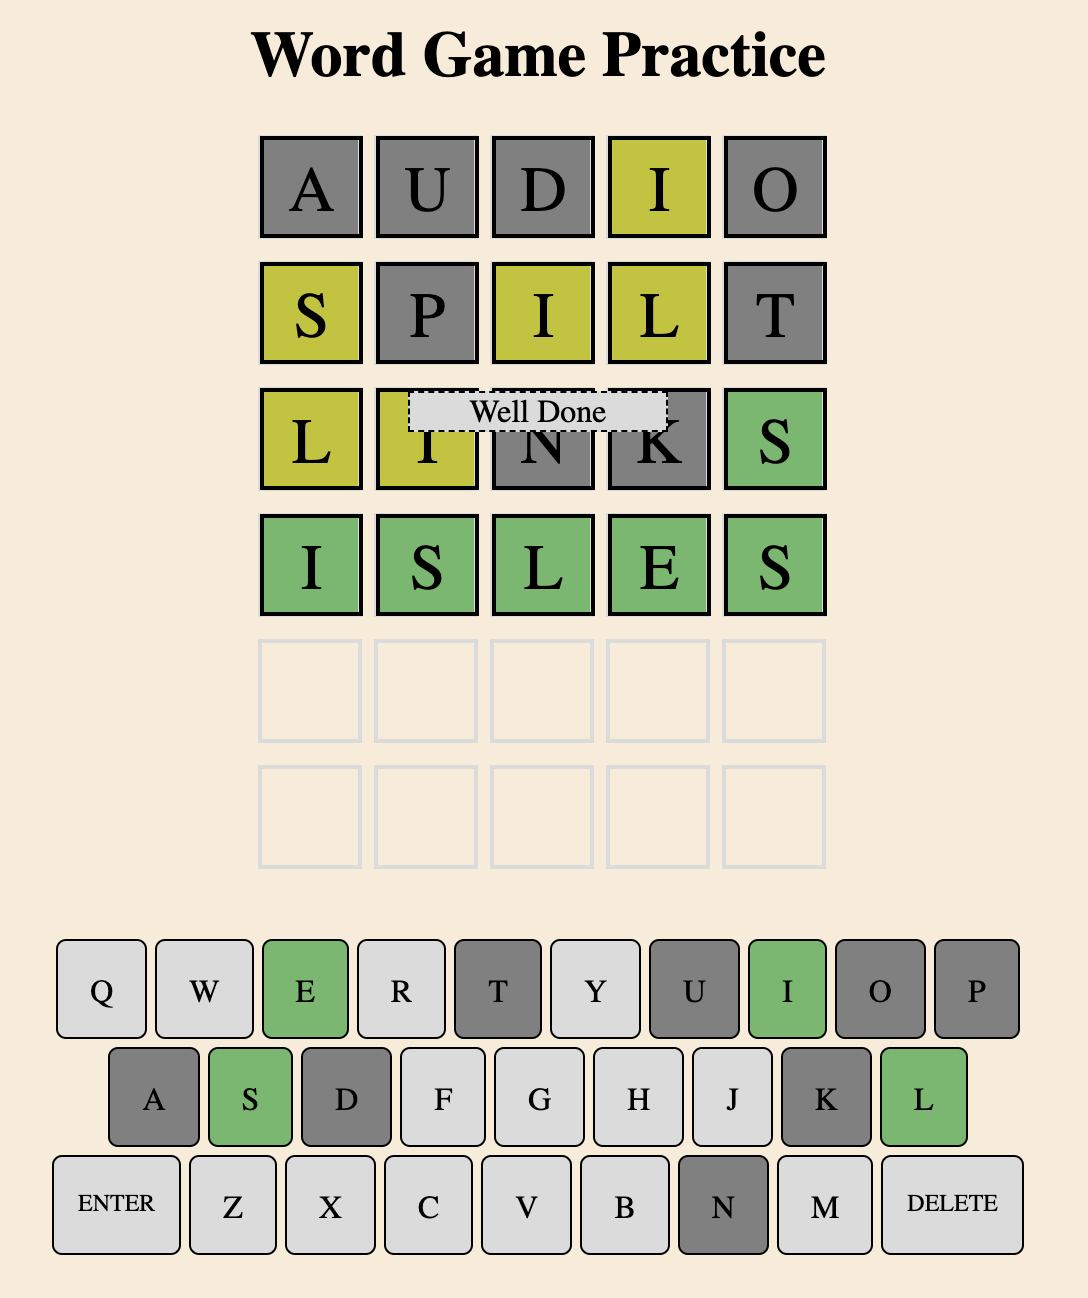 Word Game Practice
A U D I O
S P I L T
Well Done
L I N K S
I S L E S
Q W E R T Y U I O P
A S D F G H J K L
ENTER Z X C V B N M DELETE